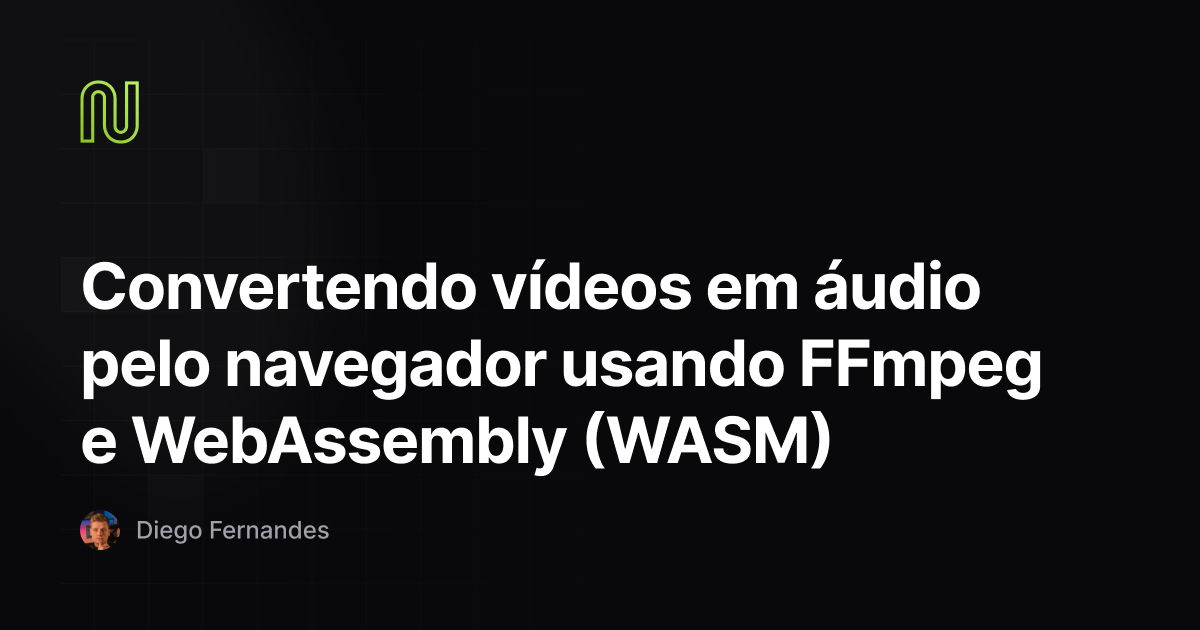 Convertendo vídeos em áudio
pelo navegador usando FFmpeg
e WebAssembly (WASM)
Diego Fernandes